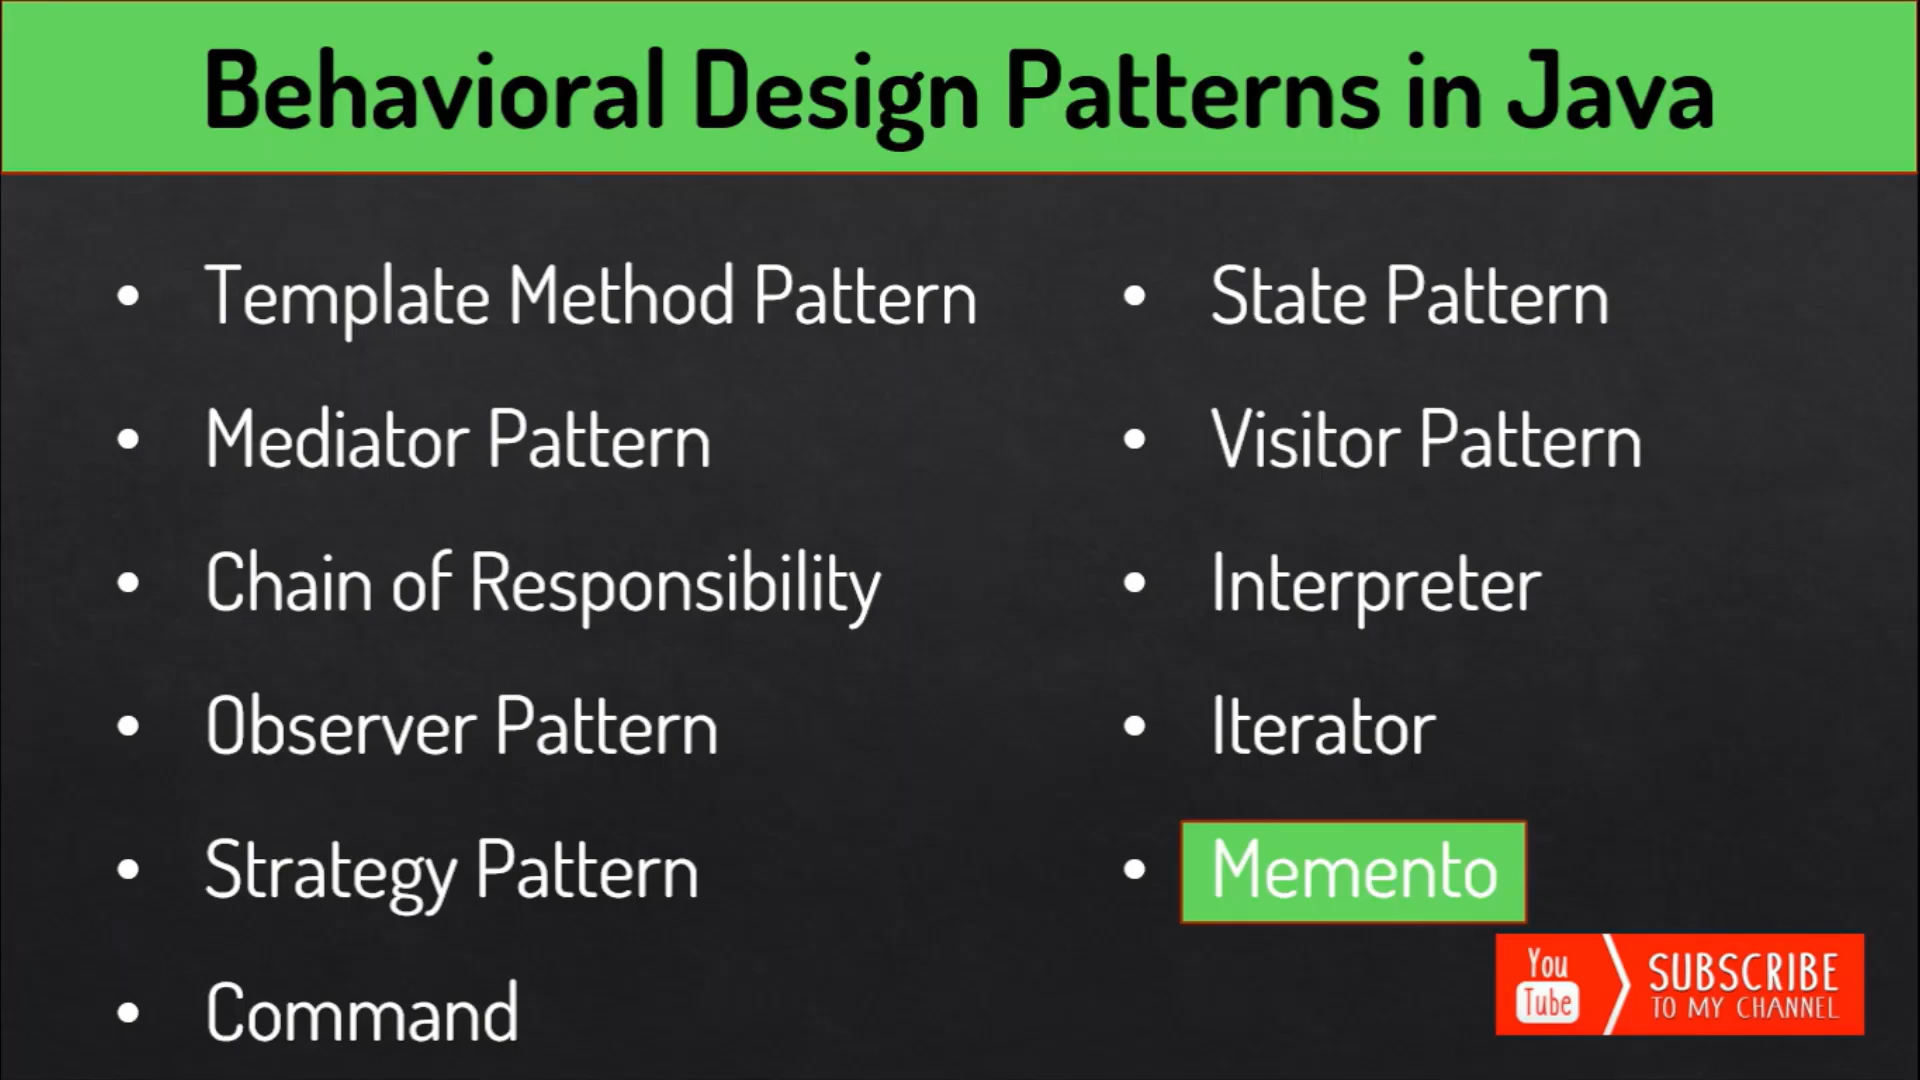 Behavioral Design Patterns in Java
• Template Method Pattern
• Mediator Pattern
• Chain of Responsibility
• Observer Pattern
• Strategy Pattern
• Command
• State Pattern
• Visitor Pattern
• Interpreter
• Iterator
• Memento
You
Tube
SUBSCRIBE
TO MY CHANNEL